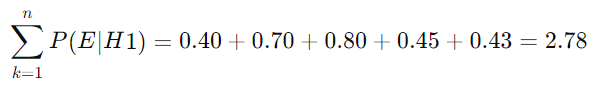 n
∑ P(E|H1) = 0.40 + 0.70 + 0.80 + 0.45 + 0.43 = 2.78
k=1